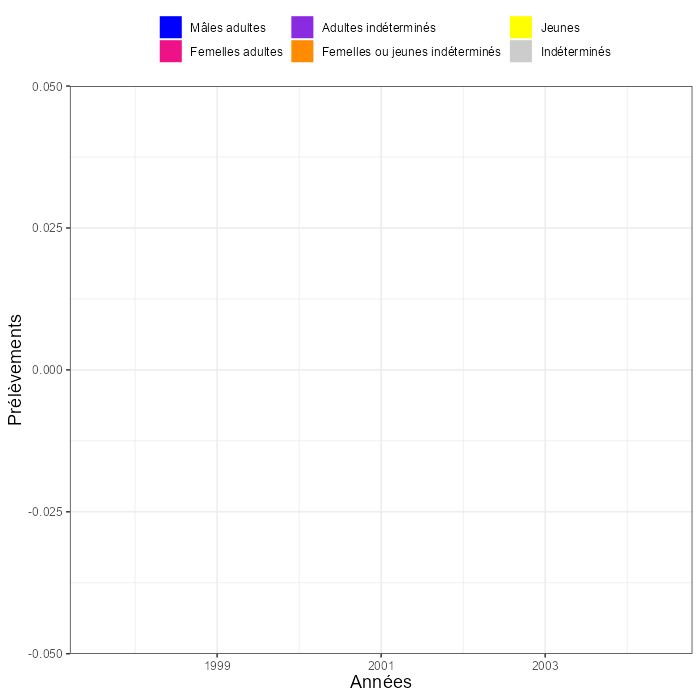 Mâles adultes
Adultes indéterminés
Jeunes
Femelles adultes
Femelles ou jeunes indéterminés
Indéterminés
0.050
0.025
0.000
-0.025
-0.050
Prélèvements
1999
2001
2003
Années